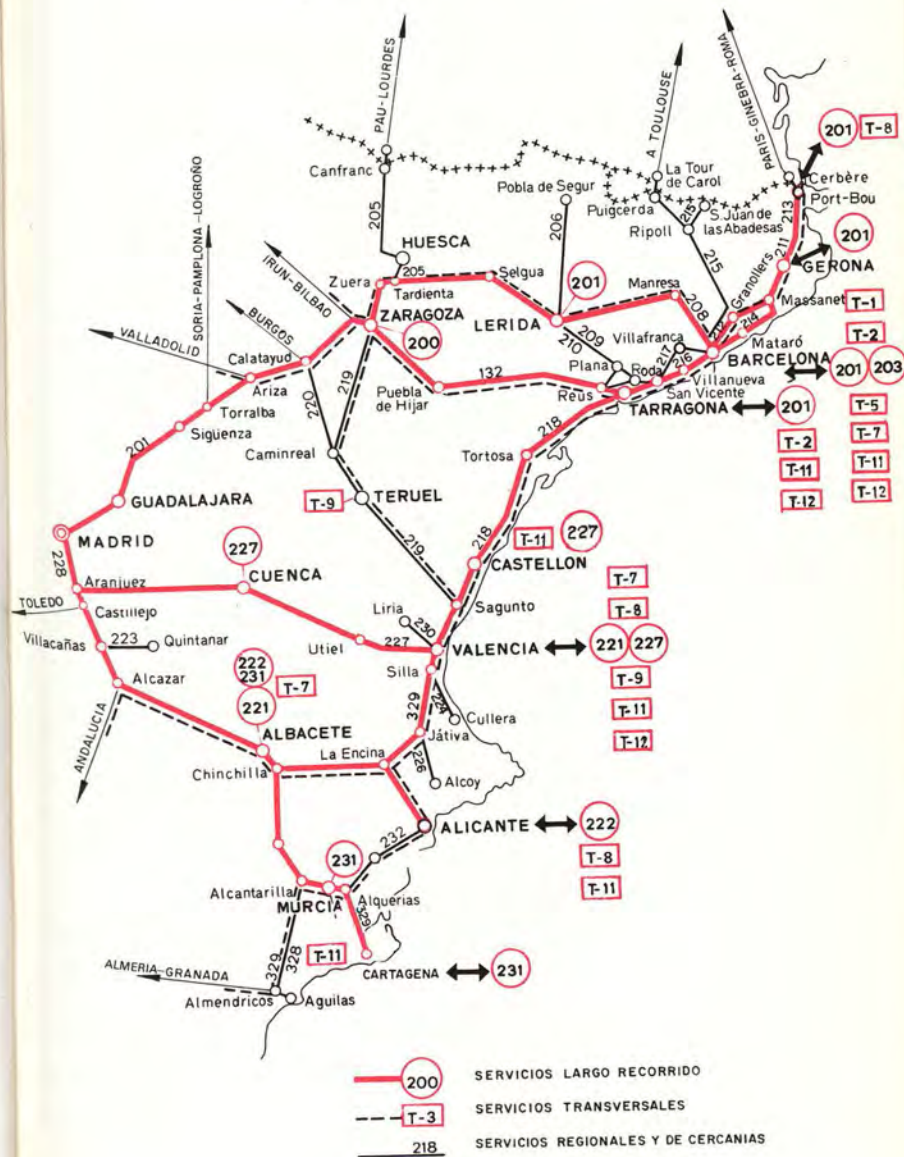 PAU-LOURDES
A TOULOUSE
PARIS-GINEBRA-ROMA
201 T-8
Canfranc
La Tour de Carol
Cerbère
Port-Bou
Pobla de Segur
Puigcerda
215
S. Juan de las Abadesas
Ripoll
205
206
213
SORIA-PAMPLONA-LOGROÑO
HUESCA
215
211
201
GERONA
IRUN-BILBAO
Zuera
205
Tardienta
Selgua
201
Manresa
Granollers
Massanet
T-1
BURGOS
ZARAGOZA
LERIDA
208
212
214
VALLADOLID
200
209
210
Villafranca
Mataró
T-2
Calatayud
217
BARCELONA
201 203
Ariza
219
220
Puebla de Hijar
132
Plana
Roda
216
Villanueva
San Vicente
Reus
TARRAGONA
201
T-5
Torralba
Sigüenza
218
T-2
T-7
201
Caminreal
Tortosa
T-11
T-11
T-12
T-12
GUADALAJARA
T-9
TERUEL
MADRID
219
218
T-11
227
228
227
CASTELLON
Aranjuez
CUENCA
T-7
TOLEDO
Castillejo
Liria
Sagunto
T-8
Villacañas
223
Quintanar
230
Utiel
227
VALENCIA
221 227
222
231
T-7
Silla
T-9
Alcazar
221
329
224
T-11
ANDALUCIA
ALBACETE
Cullera
La Encina
Játiva
T-12
Chinchilla
226
Alcoy
ALICANTE
222
232
T-8
231
T-11
Alcantarilla
MURCIA
Alquerias
329
329
328
T-11
ALMERIA-GRANADA
CARTAGENA
231
Almendricos
Aguilas
200 SERVICIOS LARGO RECORRIDO
T-3 SERVICIOS TRANSVERSALES
218 SERVICIOS REGIONALES Y DE CERCANIAS